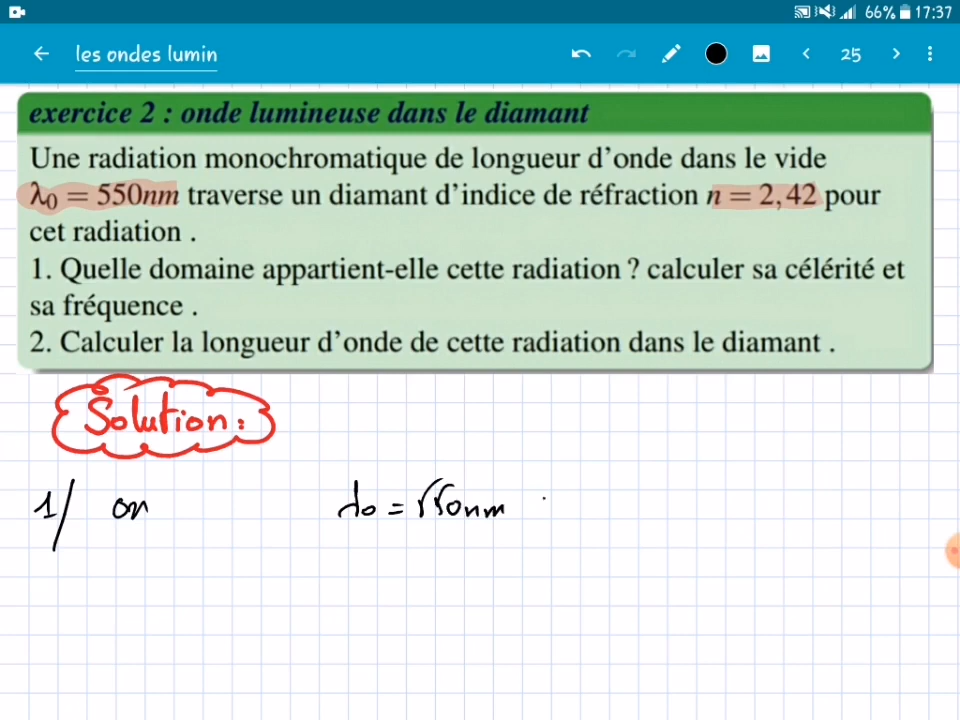 66% 17:37
les ondes lumin
25
exercice 2 : onde lumineuse dans le diamant
Une radiation monochromatique de longueur d’onde dans le vide
λ₀ = 550nm traverse un diamant d’indice de réfraction n = 2,42 pour
cet radiation .
1. Quelle domaine appartient-elle cette radiation ? calculer sa célérité et
sa fréquence .
2. Calculer la longueur d’onde de cette radiation dans le diamant .
Solution:
1/ on λ₀ = 550nm